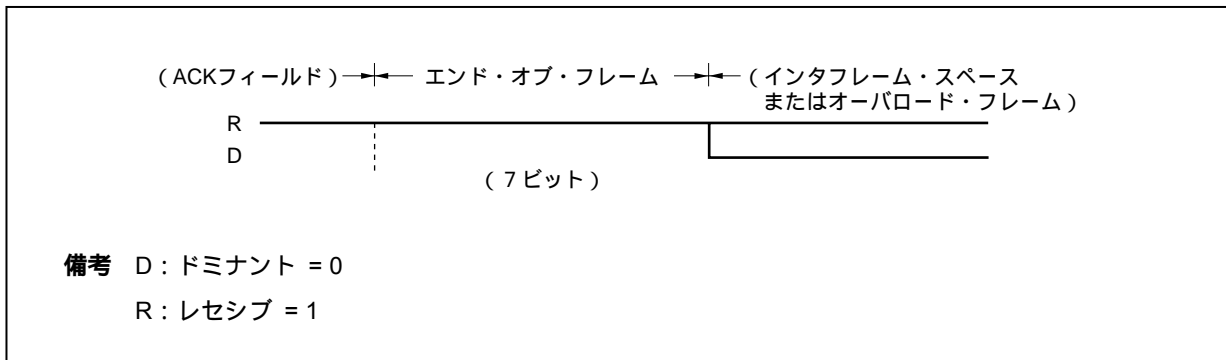 （ACKフィールド） エンド・オブ・フレーム （インタフレーム・スペース
またはオーバロード・フレーム）
R
D
（7ビット）
備考 D：ドミナント = 0
R：レセシブ = 1